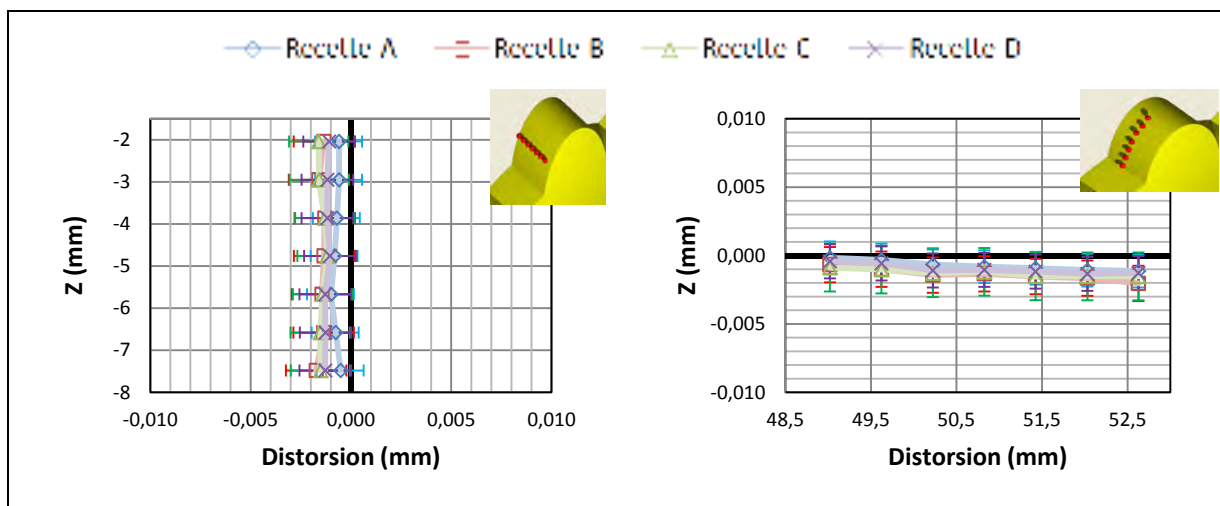 Recette A Recette B Recette C Recette D
Z (mm)
-2
-3
-4
-5
-6
-7
-8
-0,010 -0,005 0,000 0,005 0,010
Distorsion (mm)
Z (mm)
0,010
0,005
0,000
-0,005
-0,010
48,5 49,5 50,5 51,5 52,5
Distorsion (mm)